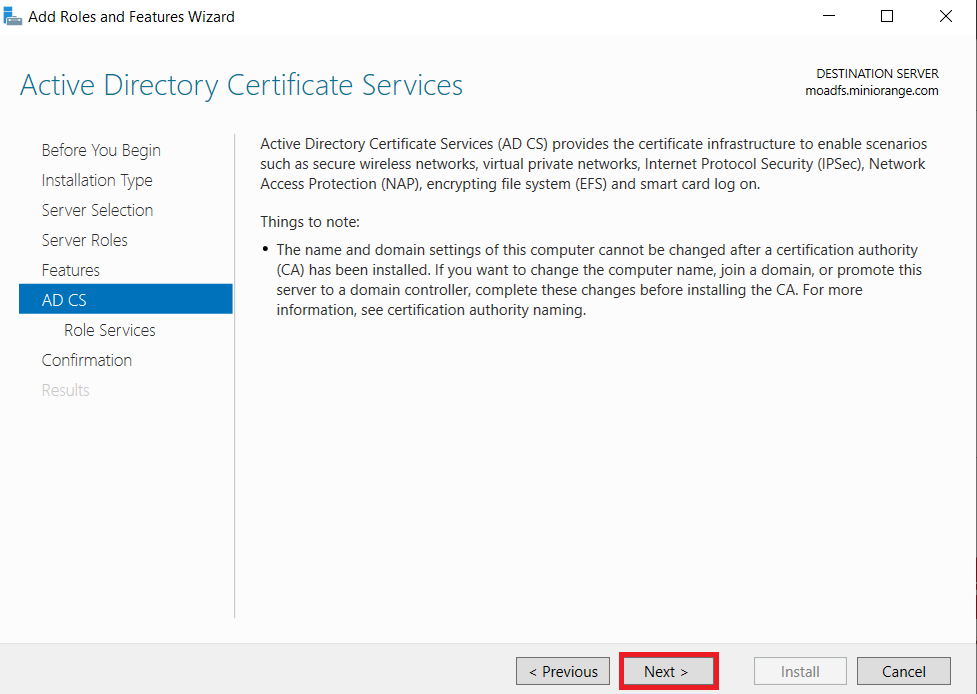 Add Roles and Features Wizard
Active Directory Certificate Services
DESTINATION SERVER
moadfs.miniorange.com
Before You Begin
Installation Type
Server Selection
Server Roles
Features
AD CS
Role Services
Confirmation
Results
Active Directory Certificate Services (AD CS) provides the certificate infrastructure to enable scenarios
such as secure wireless networks, virtual private networks, Internet Protocol Security (IPSec), Network
Access Protection (NAP), encrypting file system (EFS) and smart card log on.
Things to note:
• The name and domain settings of this computer cannot be changed after a certification authority
(CA) has been installed. If you want to change the computer name, join a domain, or promote this
server to a domain controller, complete these changes before installing the CA. For more
information, see certification authority naming.
< Previous
Next >
Install
Cancel